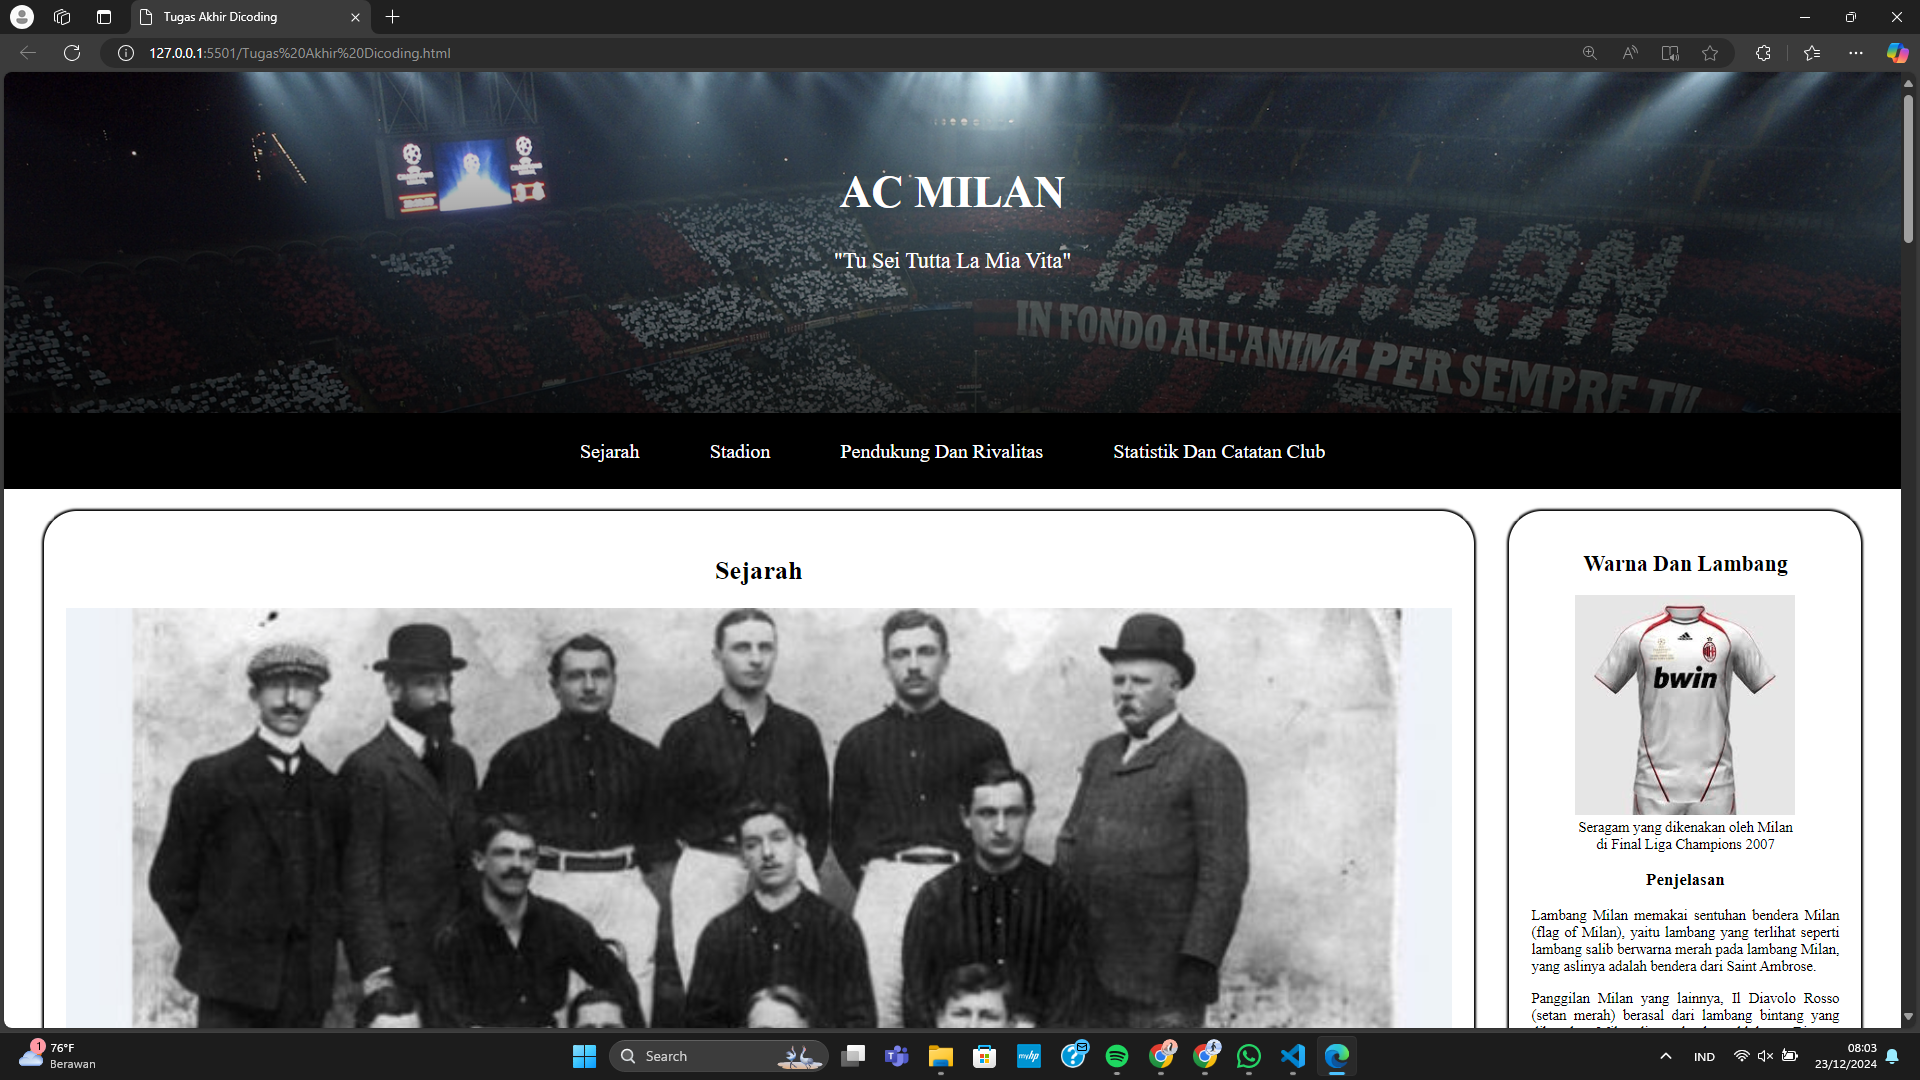 Tugas Akhir Dicoding
127.0.0.1:5501/Tugas%20Akhir%20Dicoding.html
AC MILAN
"Tu Sei Tutta La Mia Vita"
A.C. MILAN
IN FONDO ALL'ANIMA PER SEMPRE TU
Sejarah
Stadion
Pendukung Dan Rivalitas
Statistik Dan Catatan Club
Sejarah
Warna Dan Lambang
bwin
Seragam yang dikenakan oleh Milan
di Final Liga Champions 2007
Penjelasan
Lambang Milan memakai sentuhan bendera Milan
(flag of Milan), yaitu lambang yang terlihat seperti
lambang salib berwarna merah pada lambang Milan,
yang aslinya adalah bendera dari Saint Ambrose.
Panggilan Milan yang lainnya, Il Diavolo Rosso
(setan merah) berasal dari lambang bintang yang
1
76°F
Berawan
Search
myhp
IND
08:03
23/12/2024